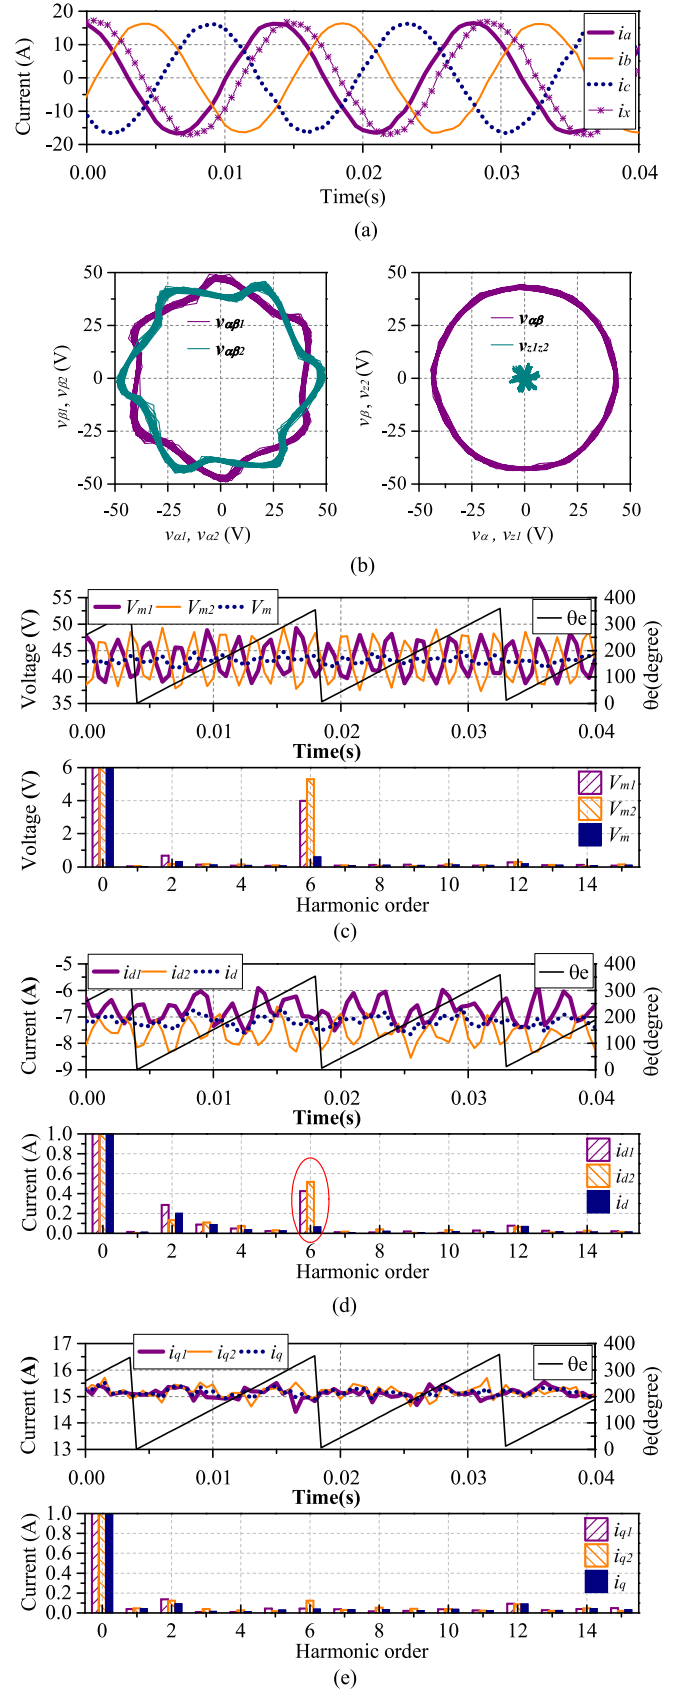 20
10
0
-10
-20
Current (A)
ia
ib
ic
ix
0.00 0.01 0.02 0.03 0.04
Time(s)
(a)
50
25
0
-25
-50
vβ1, vβ2 (V)
vαβ1
vαβ2
-50 -25 0 25 50
vα1, vα2 (V)
50
25
0
-25
-50
vβ, vz2 (V)
vαβ
vz1z2
-50 -25 0 25 50
vα , vz1 (V)
(b)
55
50
45
40
35
Voltage (V)
Vm1 Vm2 Vm
θe
400
300
200
100
0
θe(degree)
0.00 0.01 0.02 0.03 0.04
Time(s)
6
4
2
0
Voltage (V)
Vm1
Vm2
Vm
0 2 4 6 8 10 12 14
Harmonic order
(c)
-5
-6
-7
-8
-9
Current (A)
id1 id2 id
θe
400
300
200
100
0
θe(degree)
0.00 0.01 0.02 0.03 0.04
Time(s)
1.0
0.8
0.6
0.4
0.2
0.0
Current (A)
id1
id2
id
0 2 4 6 8 10 12 14
Harmonic order
(d)
17
16
15
14
13
Current (A)
iq1 iq2 iq
θe
400
300
200
100
0
θe(degree)
0.00 0.01 0.02 0.03 0.04
Time(s)
1.0
0.8
0.6
0.4
0.2
0.0
Current (A)
iq1
iq2
iq
0 2 4 6 8 10 12 14
Harmonic order
(e)